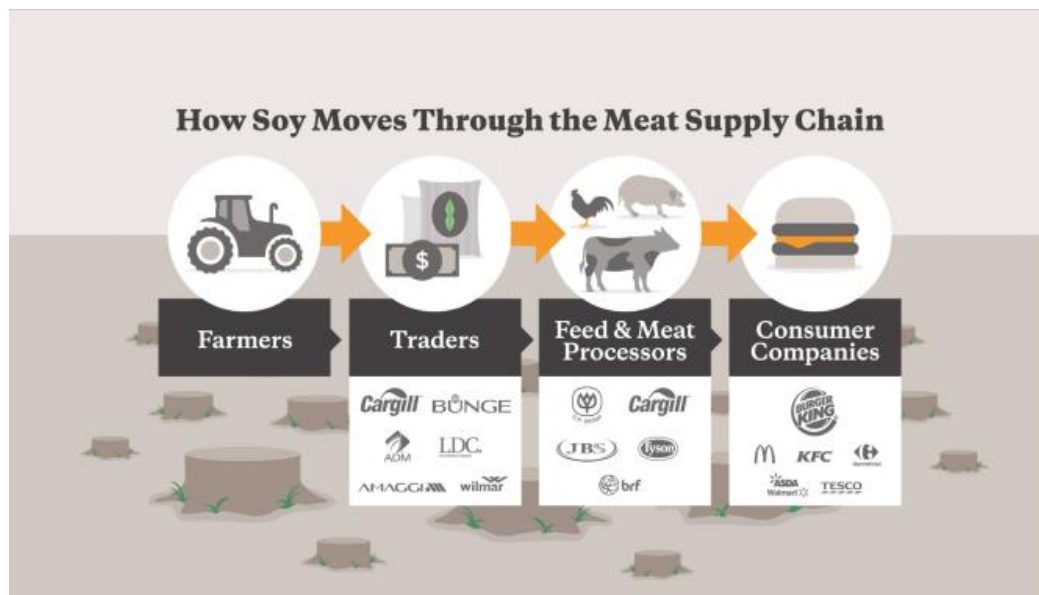 How Soy Moves Through the Meat Supply Chain
$
Farmers
Traders
Feed & Meat
Processors
Consumer
Companies
Cargill BUNGE
ADM LDC.
AMAGGI wilmar
Cargill
JBS Tyson
brf
BURGER
KING
KFC
ASDA
Walmart
TESCO